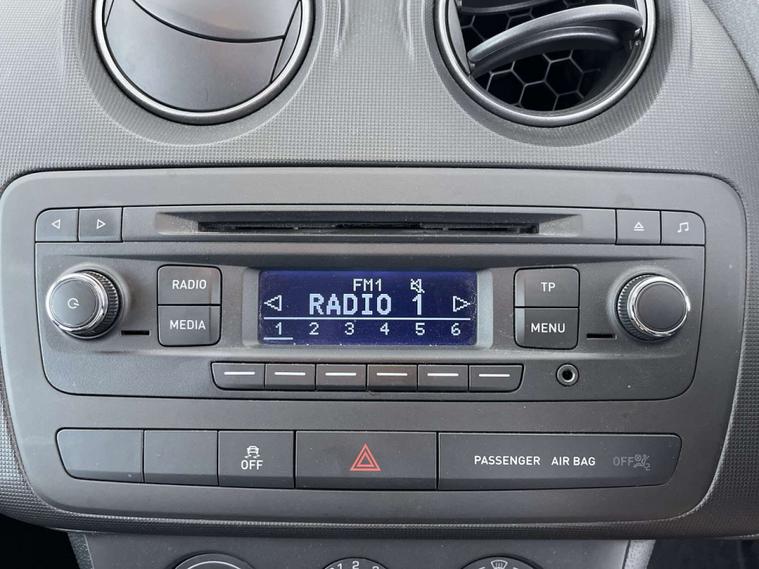 RADIO
MEDIA
FM1
RADIO 1
1 2 3 4 5 6
TP
MENU
OFF
PASSENGER AIR BAG OFF